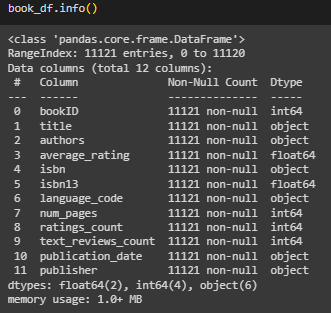 book_df.info()
<class 'pandas.core.frame.DataFrame'>
RangeIndex: 11121 entries, 0 to 11120
Data columns (total 12 columns):
 #   Column              Non-Null Count  Dtype
---  ------              --------------  -----
 0   bookID              11121 non-null  int64
 1   title               11121 non-null  object
 2   authors             11121 non-null  object
 3   average_rating      11121 non-null  float64
 4   isbn                11121 non-null  object
 5   isbn13              11121 non-null  float64
 6   language_code       11121 non-null  object
 7   num_pages           11121 non-null  int64
 8   ratings_count       11121 non-null  int64
 9   text_reviews_count  11121 non-null  int64
 10  publication_date    11121 non-null  object
 11  publisher           11121 non-null  object
dtypes: float64(2), int64(4), object(6)
memory usage: 1.0+ MB